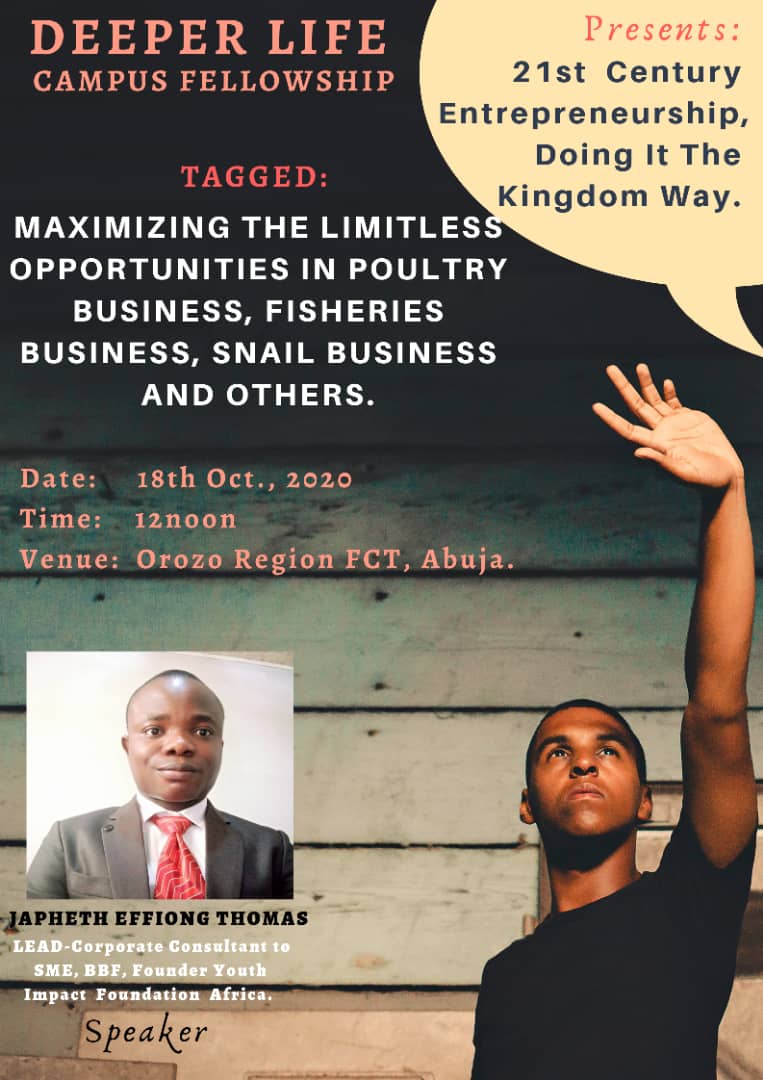 DEEPER LIFE
CAMPUS FELLOWSHIP
Presents:
21st Century
Entrepreneurship,
Doing It The
Kingdom Way.
TAGGED:
MAXIMIZING THE LIMITLESS
OPPORTUNITIES IN POULTRY
BUSINESS, FISHERIES
BUSINESS, SNAIL BUSINESS
AND OTHERS.
Date: 18th Oct., 2020
Time: 12noon
Venue: Orozo Region FCT, Abuja.
JAPHETH EFFIONG THOMAS
LEAD-Corporate Consultant to
SME, BBF, Founder Youth
Impact Foundation Africa.
Speaker